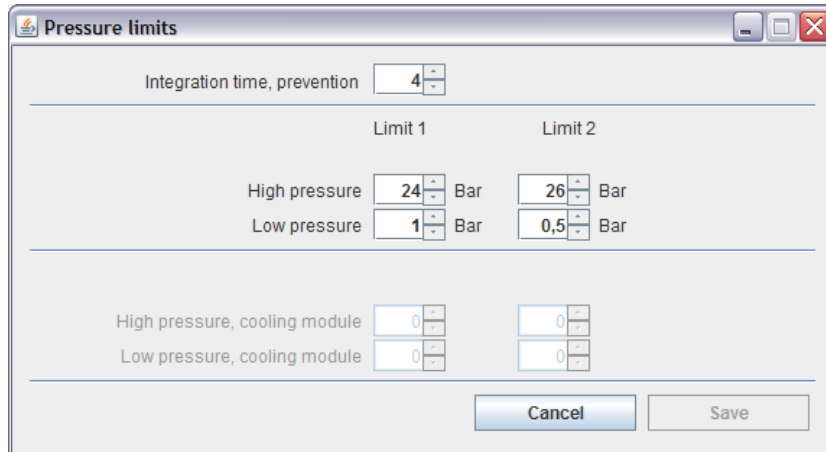 Pressure limits
Integration time, prevention 4
Limit 1 Limit 2
High pressure 24 Bar 26 Bar
Low pressure 1 Bar 0,5 Bar
High pressure, cooling module 0 0
Low pressure, cooling module 0 0
Cancel Save